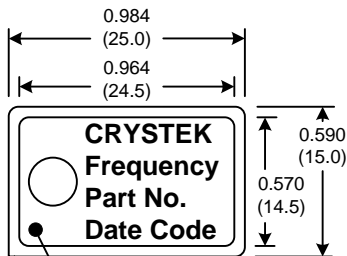 0.984
(25.0)
0.964
(24.5)
CRYSTEK
Frequency
Part No.
Date Code
0.590
(15.0)
0.570
(14.5)